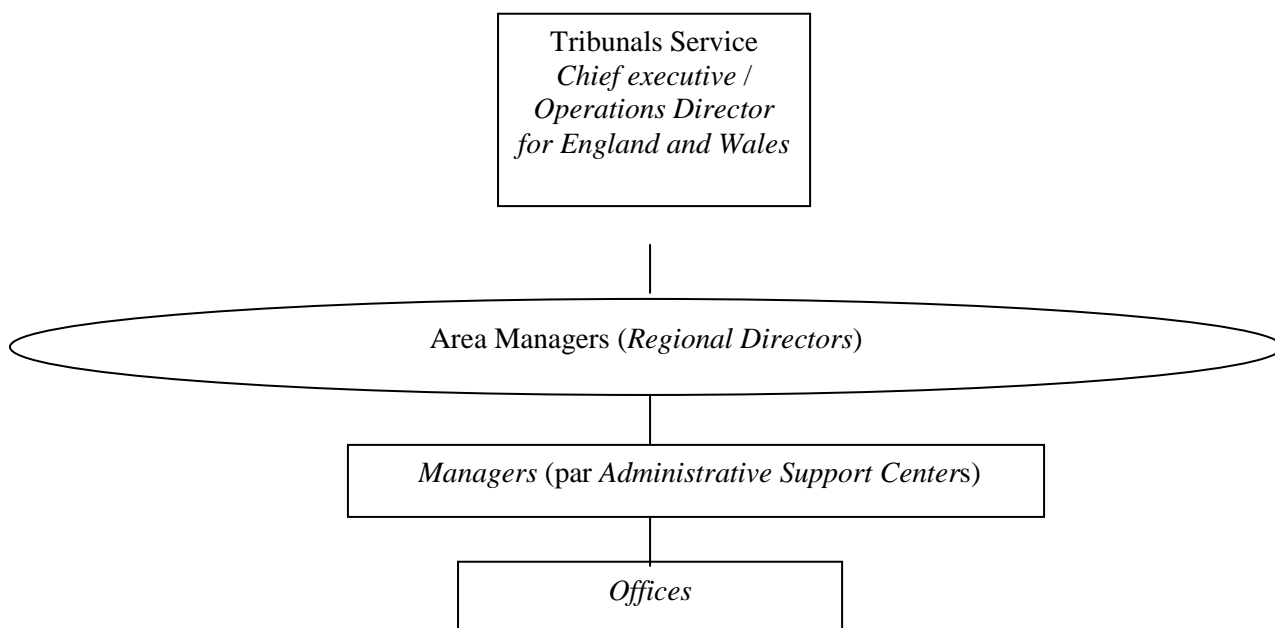 Tribunals Service
Chief executive /
Operations Director
for England and Wales
Area Managers (Regional Directors)
Managers (par Administrative Support Centers)
Offices